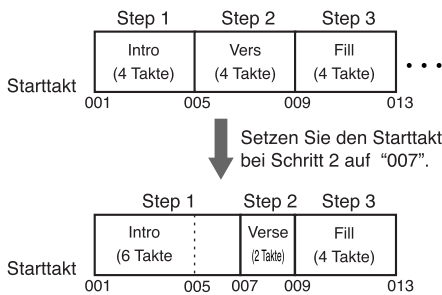 Step 1 Step 2 Step 3
Intro Vers Fill
(4 Takte) (4 Takte) (4 Takte)
Starttakt
001 005 009 013
Setzen Sie den Starttakt
bei Schritt 2 auf “007”.
Step 1 Step 2 Step 3
Intro Verse Fill
(6 Takte (2 Takte) (4 Takte)
Starttakt
001 005 007 009 013